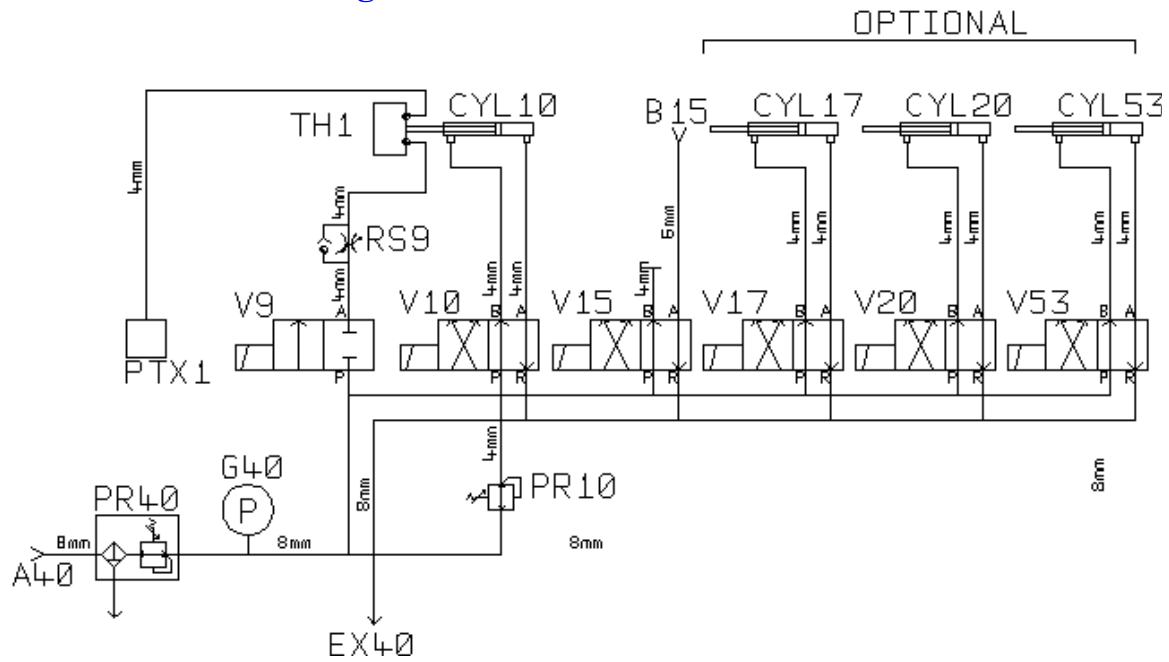 OPTIONAL
TH1 CYL10 B15 CYL17 CYL20 CYL53
4mm 4mm 6mm 4mm 4mm 4mm 4mm 4mm 4mm
RS9
4mm 4mm 4mm 4mm
V9 A V10 B A V15 B A V17 B A V20 B A V53 B A
PTX1 P P R P R P R P R P R
4mm
G40 PR10 8mm
PR40 P 8mm
8mm 8mm 8mm
A40
EX40